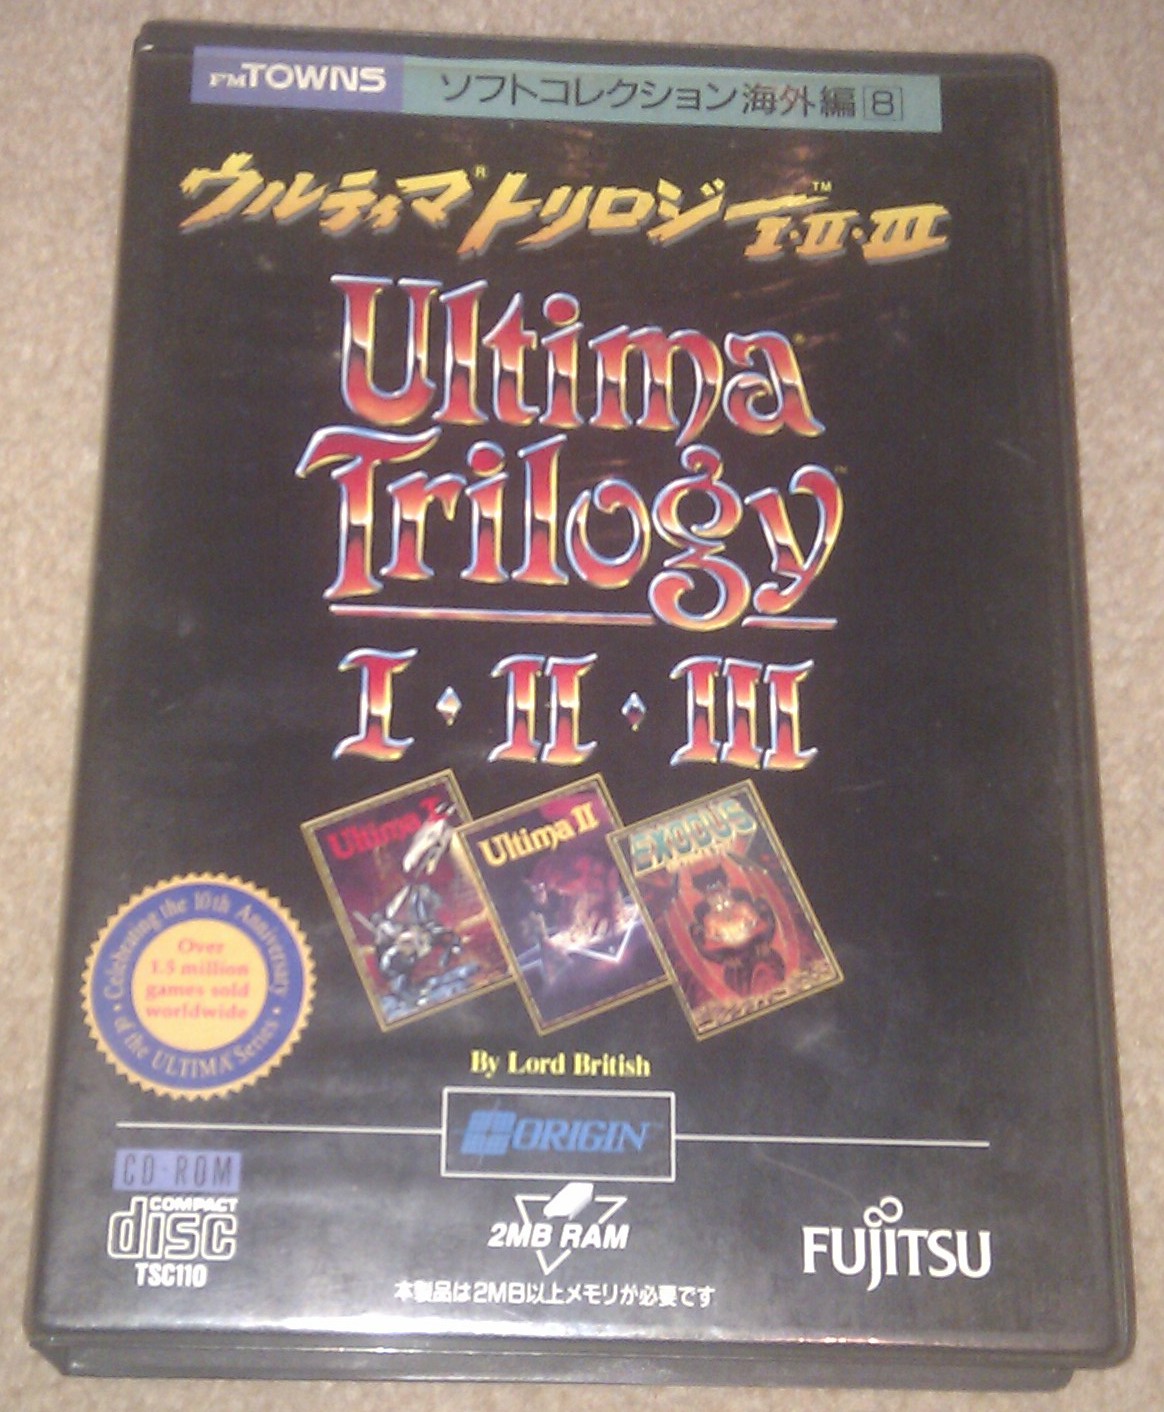 FM TOWNS
ソフトコレクション海外編[8]
ウルティマ® トリロジー I・II・III™
Ultima
Trilogy™
I・II・III
Ultima I
Ultima II
EXODUS
Celebrating the 10th Anniversary
of the ULTIMA Series
Over
1.5 million
games sold
worldwide
By Lord British
ORIGIN™
CD-ROM
COMPACT
disc
TSC110
2MB RAM
FUJITSU
本製品は2MB以上メモリが必要です